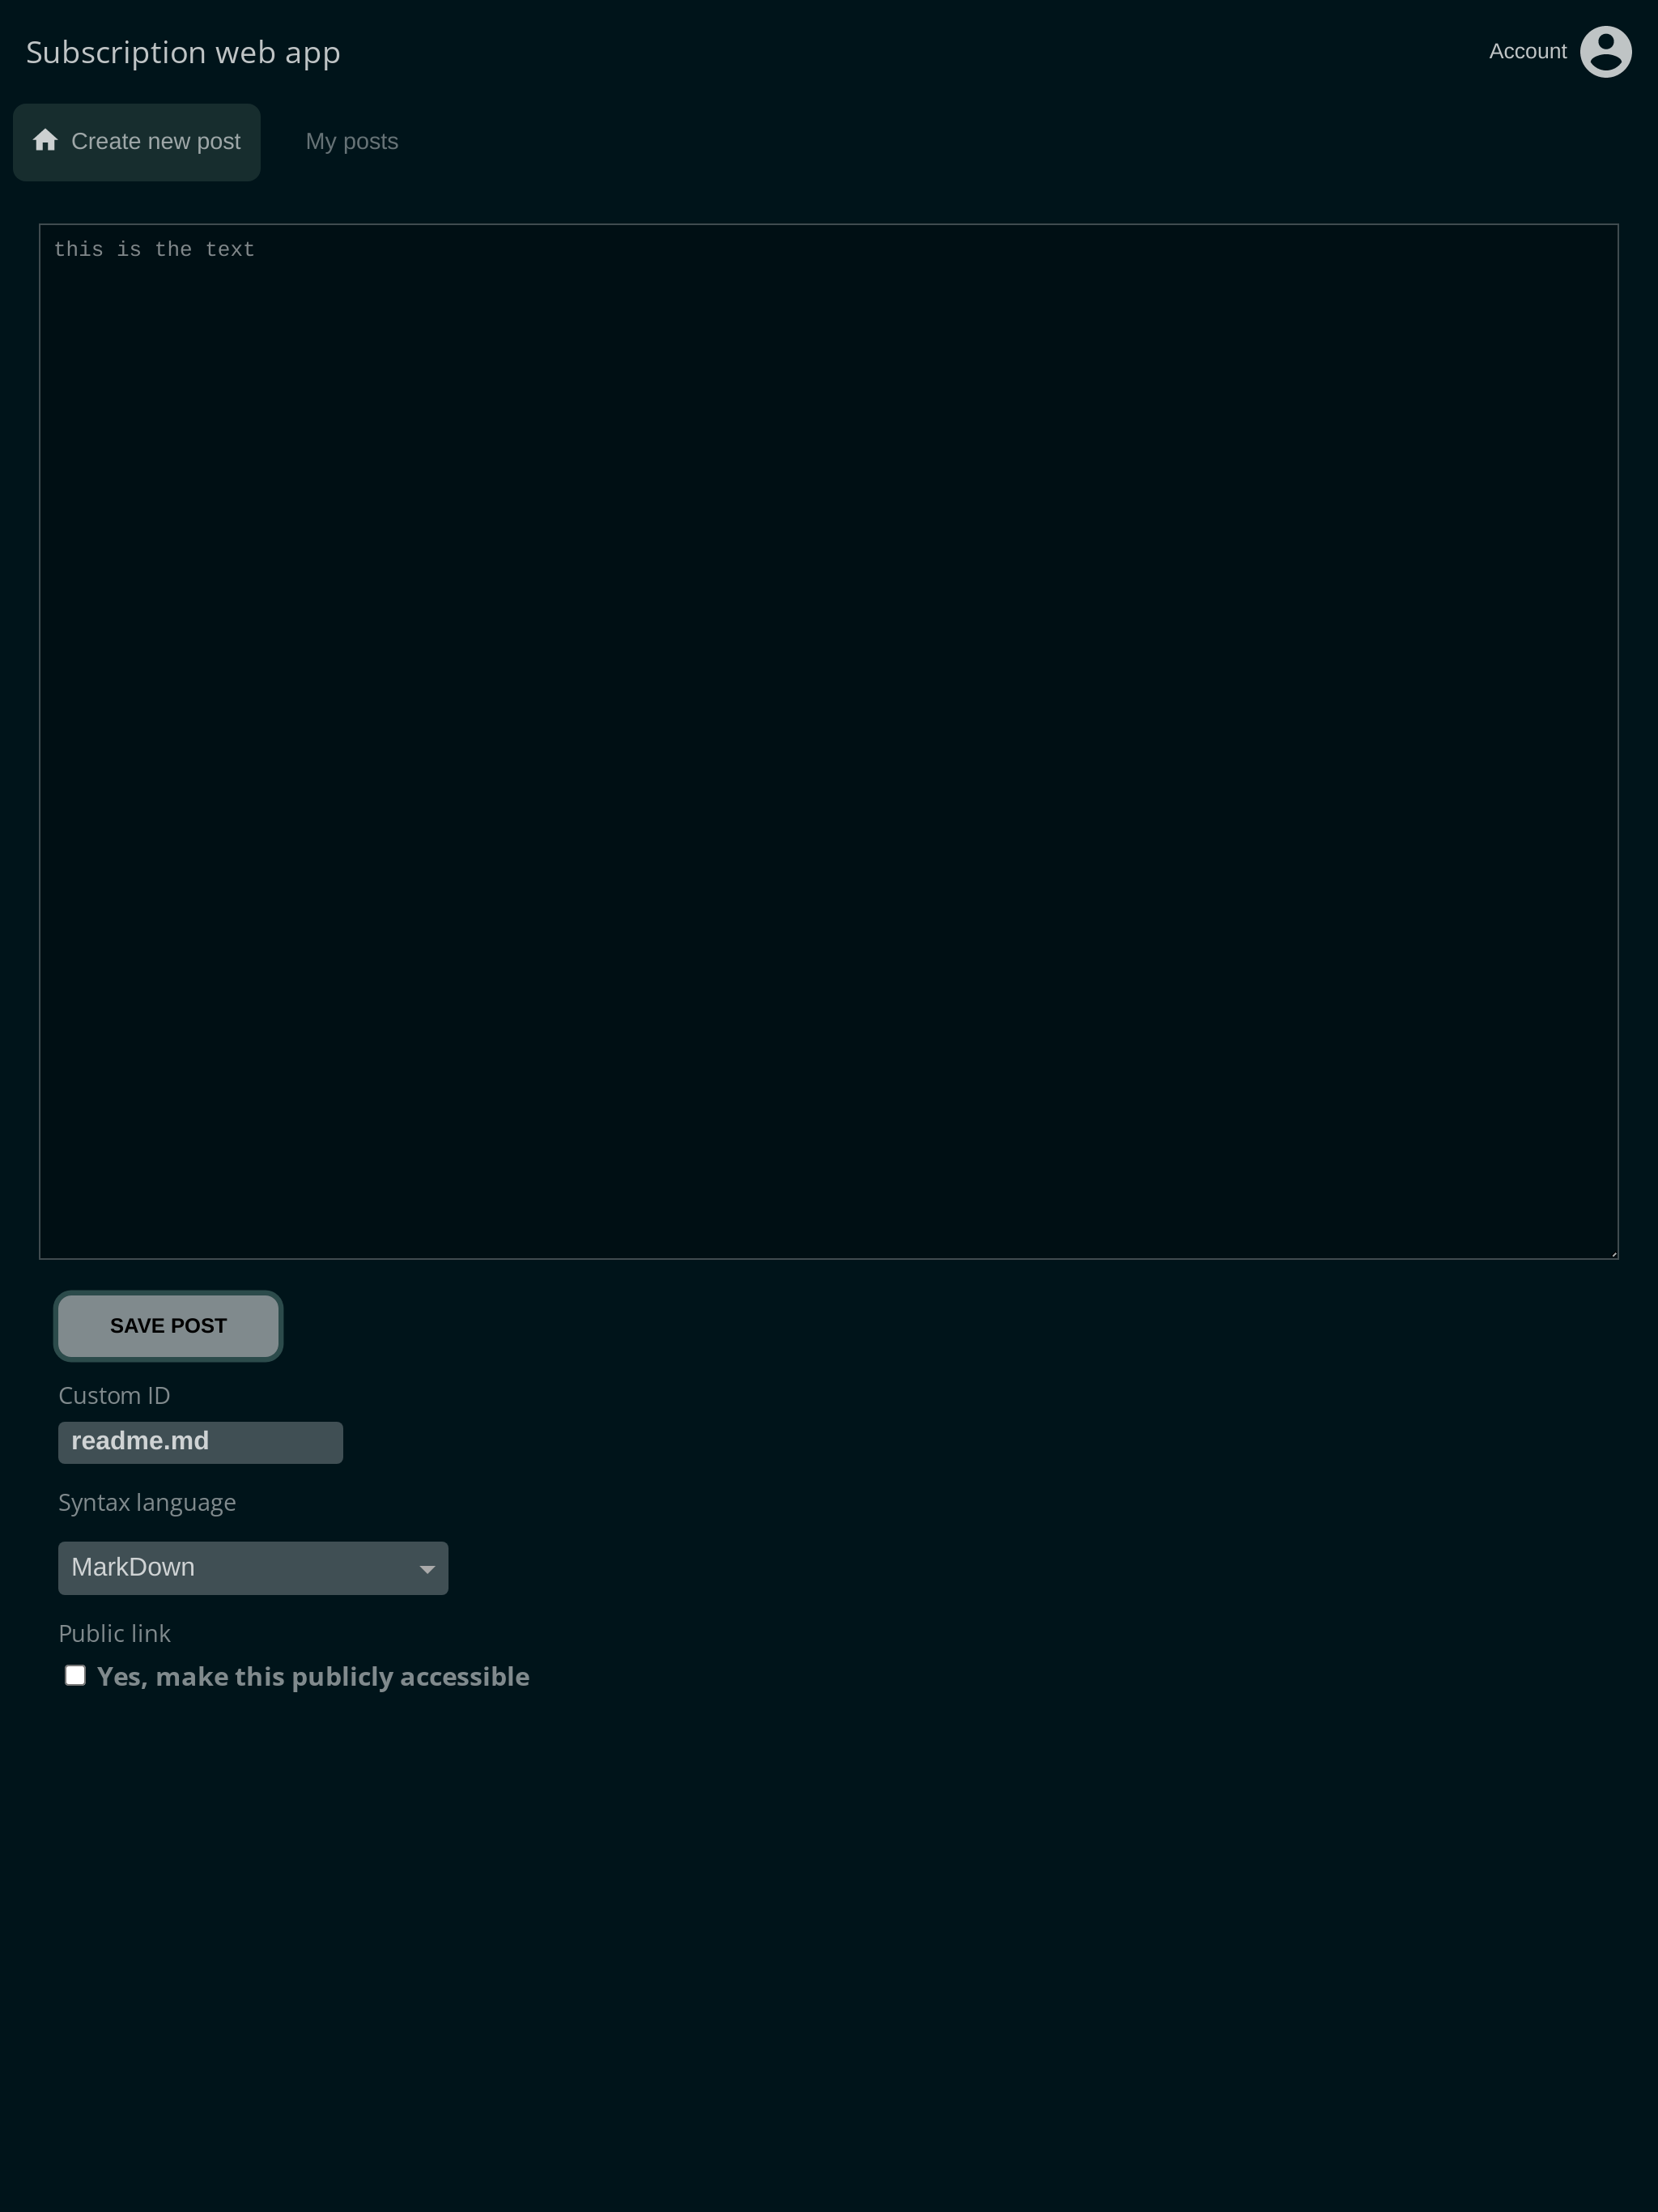 Subscription web app
Account
Create new post
My posts
this is the text
SAVE POST
Custom ID
readme.md
Syntax language
MarkDown
Public link
Yes, make this publicly accessible